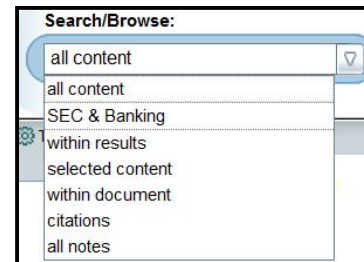 Search/Browse:
all content
all content
SEC & Banking
within results
selected content
within document
citations
all notes